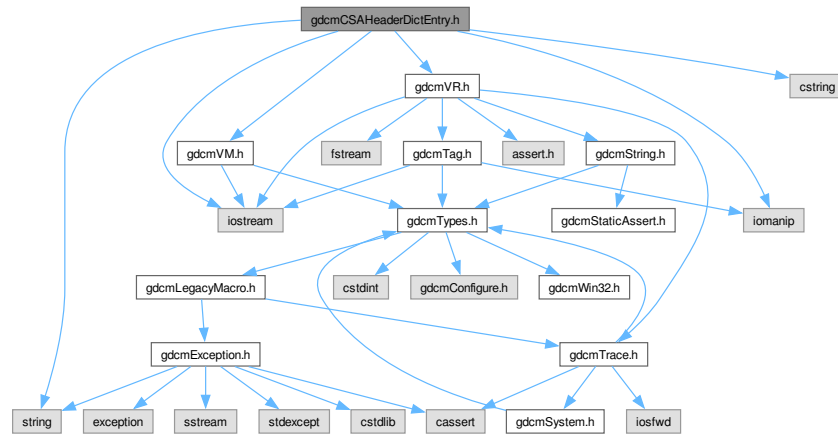 gdcmCSAHeaderDictEntry.h
gdcmVR.h
cstring
gdcmVM.h
fstream
gdcmTag.h
assert.h
gdcmString.h
iostream
gdcmTypes.h
gdcmStaticAssert.h
iomanip
gdcmLegacyMacro.h
cstdint
gdcmConfigure.h
gdcmWin32.h
gdcmException.h
gdcmTrace.h
string
exception
sstream
stdexcept
cstdlib
cassert
gdcmSystem.h
iosfwd